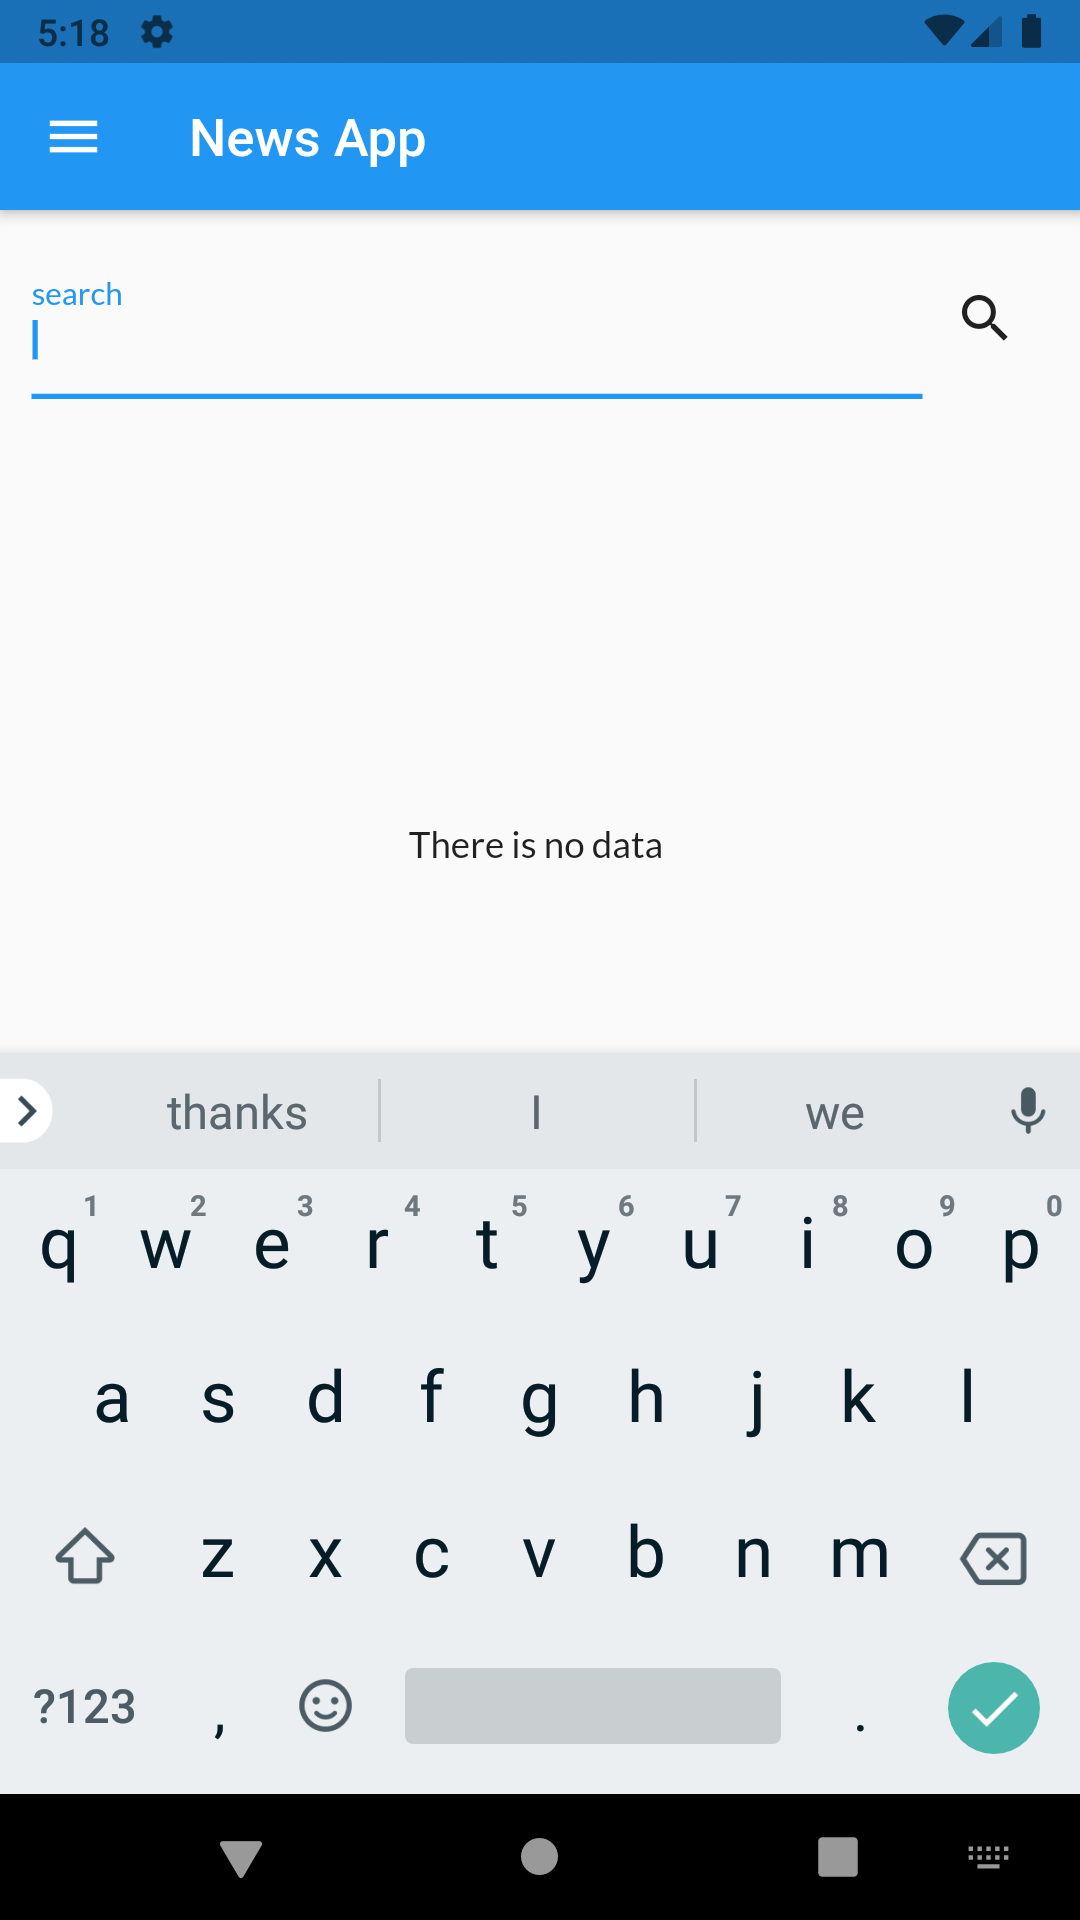 5:18
News App
search
There is no data
thanks I we
1 2 3 4 5 6 7 8 9 0
q w e r t y u i o p
a s d f g h j k l
z x c v b n m
?123 , .